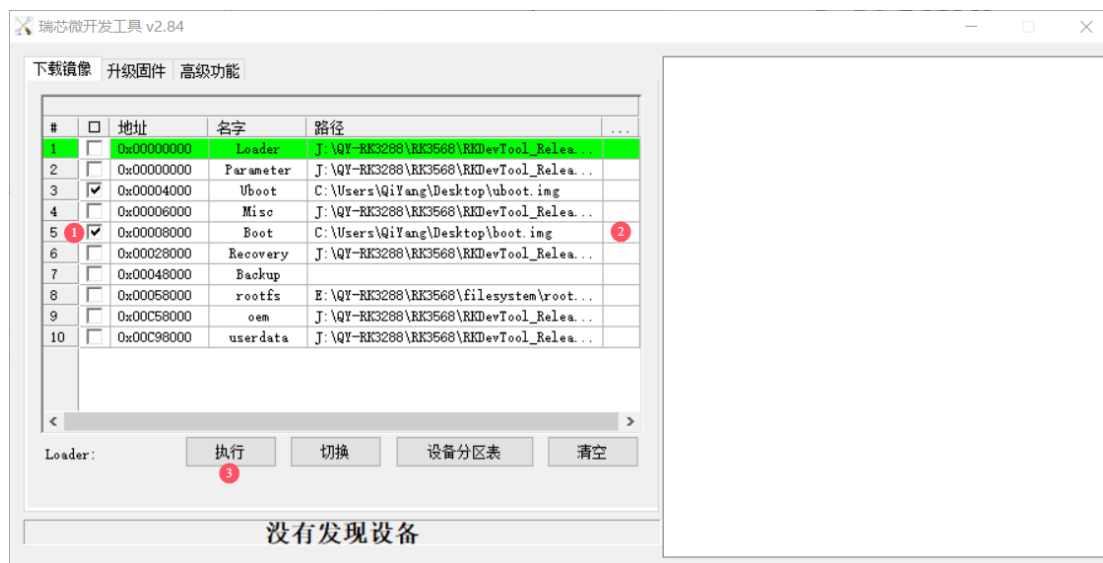 瑞芯微开发工具 v2.84
下载镜像 升级固件 高级功能
# 地址 名字 路径 ...
1 0x00000000 Loader J:\QY-RK3288\RK3568\RKDevTool_Relea...
2 0x00000000 Parameter J:\QY-RK3288\RK3568\RKDevTool_Relea...
3 0x00004000 Uboot C:\Users\QiYang\Desktop\uboot.img
4 0x00006000 Misc J:\QY-RK3288\RK3568\RKDevTool_Relea...
5 1 0x00008000 Boot C:\Users\QiYang\Desktop\boot.img 2
6 0x00028000 Recovery J:\QY-RK3288\RK3568\RKDevTool_Relea...
7 0x00048000 Backup
8 0x00058000 rootfs E:\QY-RK3288\RK3568\filesystem\root...
9 0x00C58000 oem J:\QY-RK3288\RK3568\RKDevTool_Relea...
10 0x00C98000 userdata J:\QY-RK3288\RK3568\RKDevTool_Relea...
Loader: 执行 切换 设备分区表 清空
3
没有发现设备